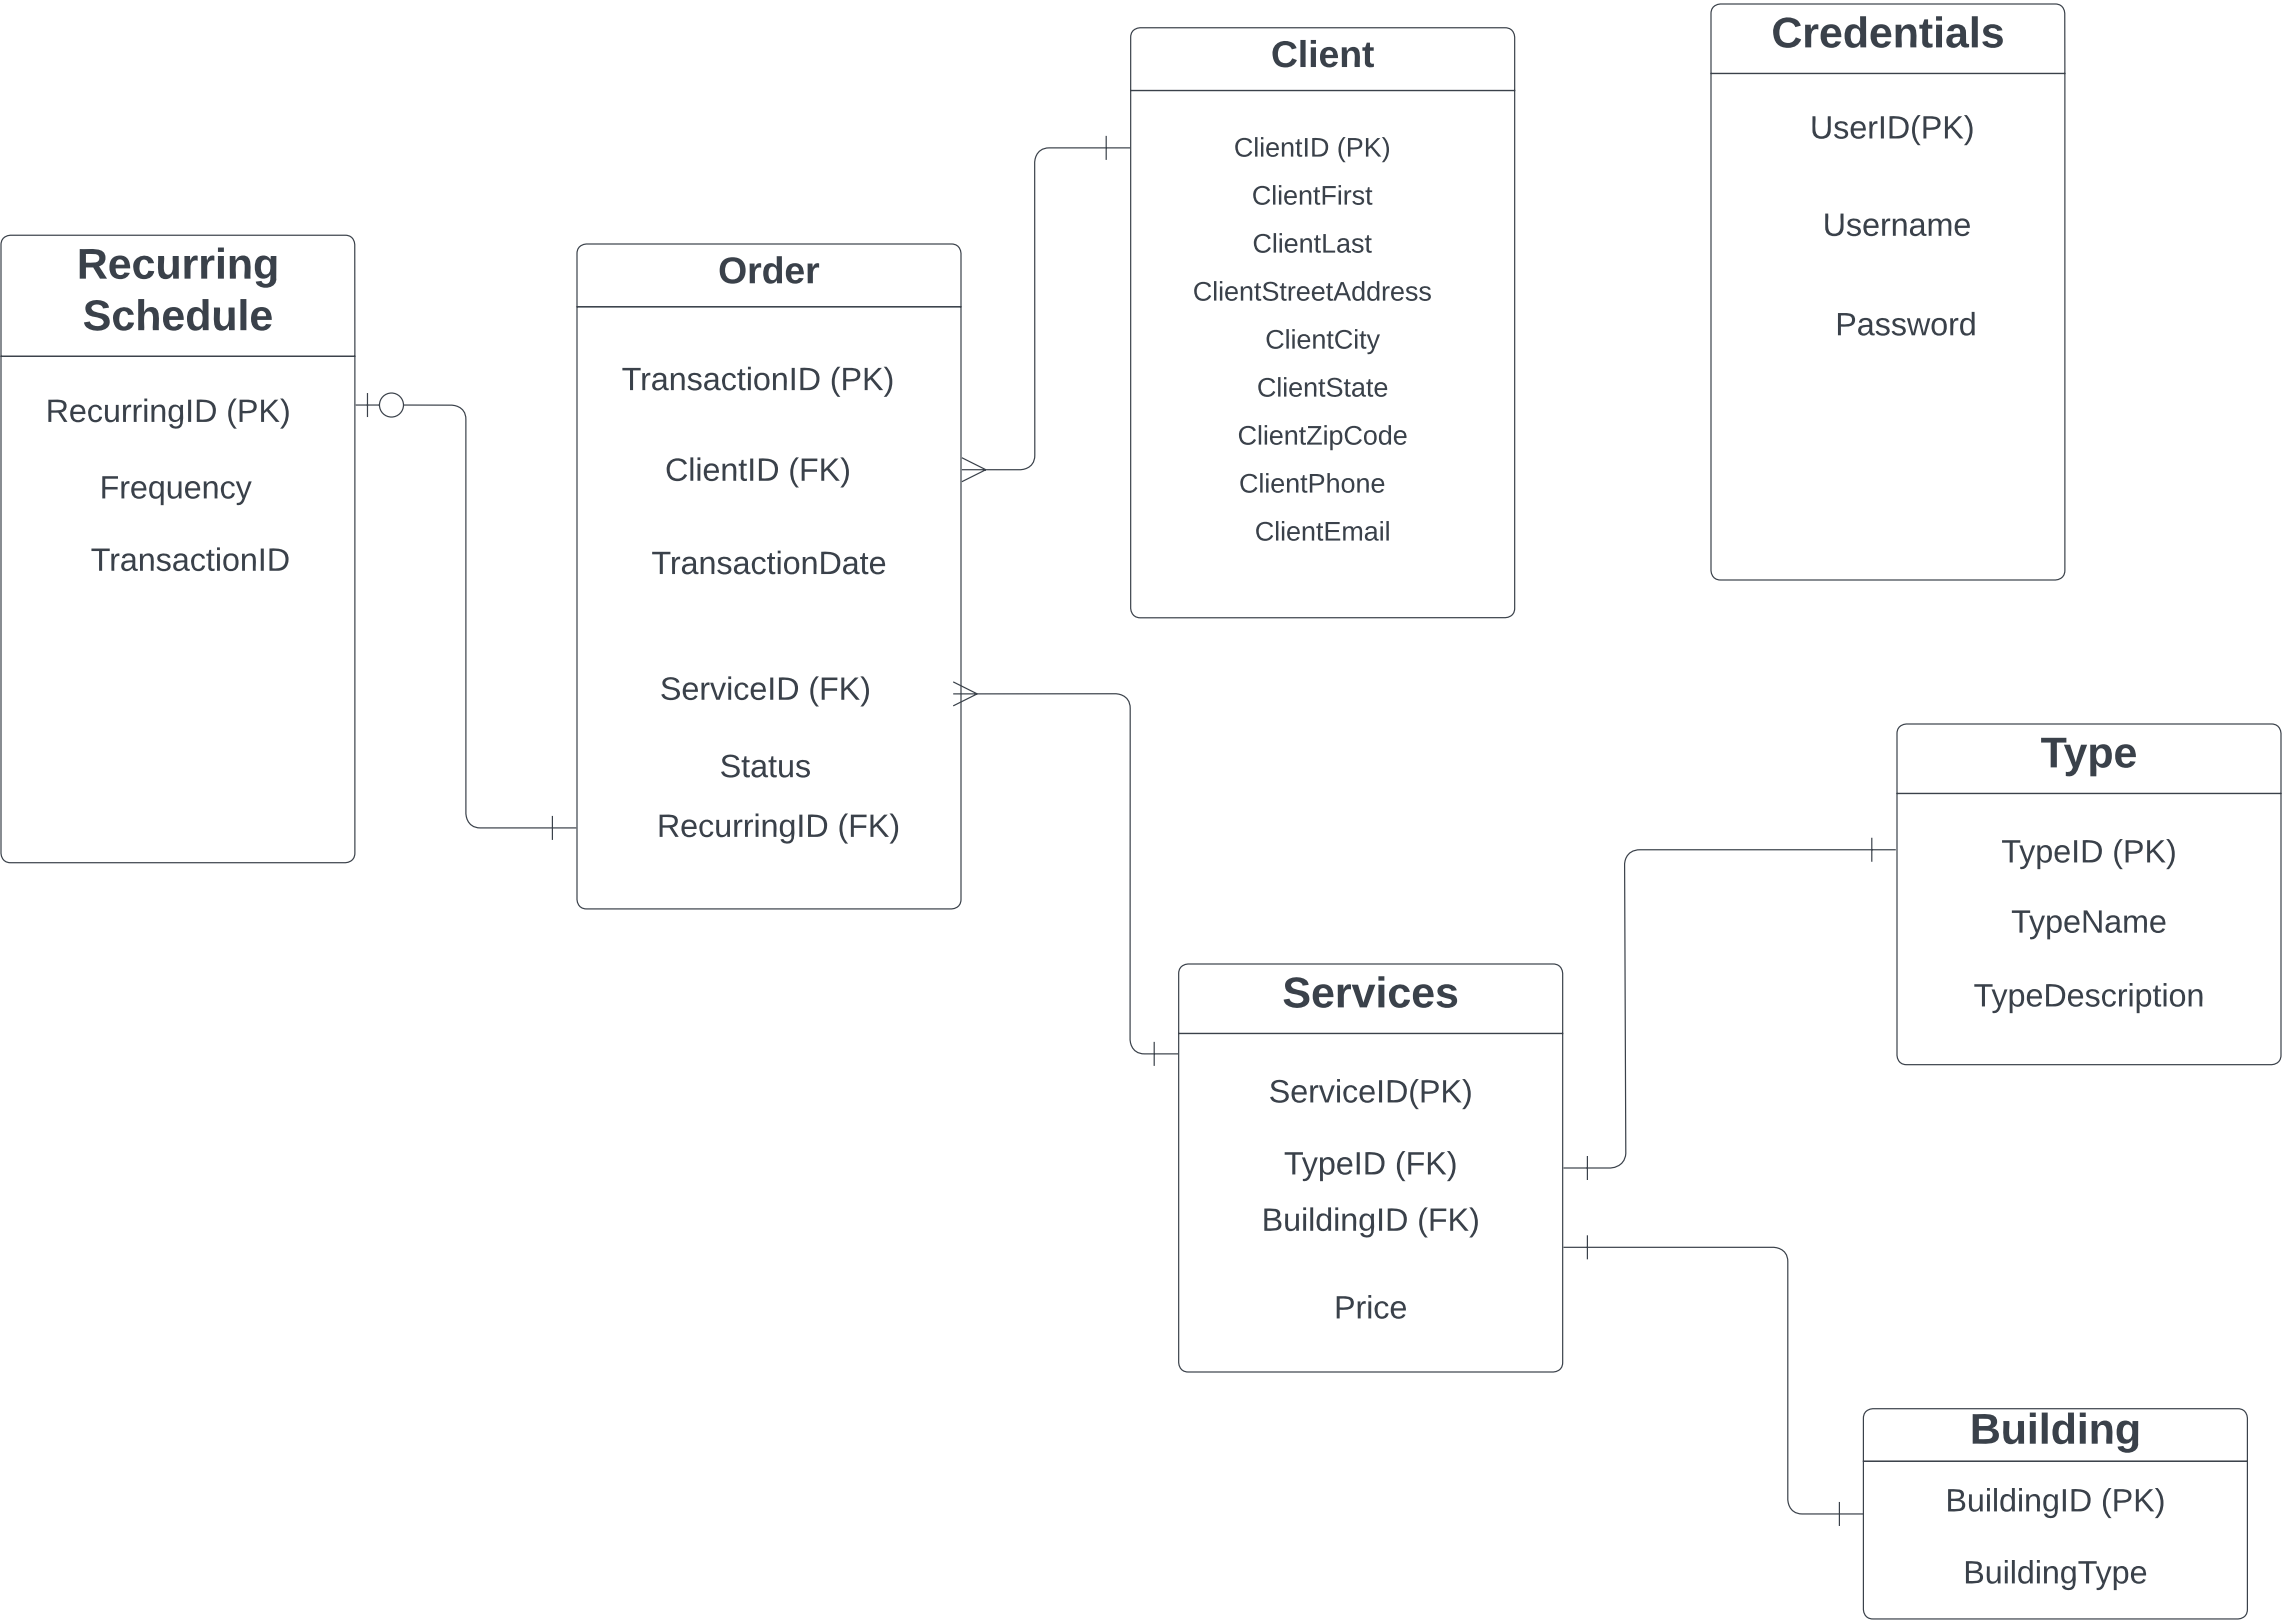 Recurring
Schedule
RecurringID (PK)
Frequency
TransactionID
Order
TransactionID (PK)
ClientID (FK)
TransactionDate
ServiceID (FK)
Status
RecurringID (FK)
Client
ClientID (PK)
ClientFirst
ClientLast
ClientStreetAddress
ClientCity
ClientState
ClientZipCode
ClientPhone
ClientEmail
Credentials
UserID(PK)
Username
Password
Services
ServiceID(PK)
TypeID (FK)
BuildingID (FK)
Price
Type
TypeID (PK)
TypeName
TypeDescription
Building
BuildingID (PK)
BuildingType